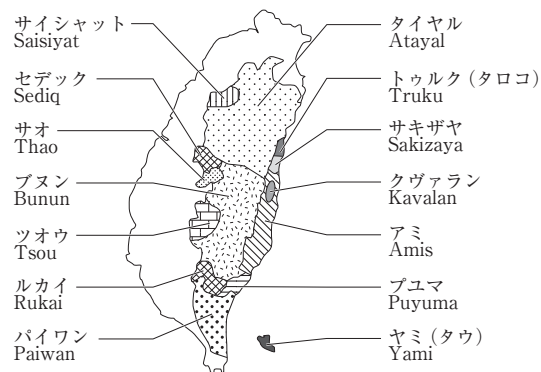 サイシャット
Saisiyat
セデック
Sediq
サオ
Thao
ブヌン
Bunun
ツオウ
Tsou
ルカイ
Rukai
パイワン
Paiwan
タイヤル
Atayal
トゥルク(タロコ)
Truku
サキザヤ
Sakizaya
クヴァラン
Kavalan
アミ
Amis
プユマ
Puyuma
ヤミ(タウ)
Yami